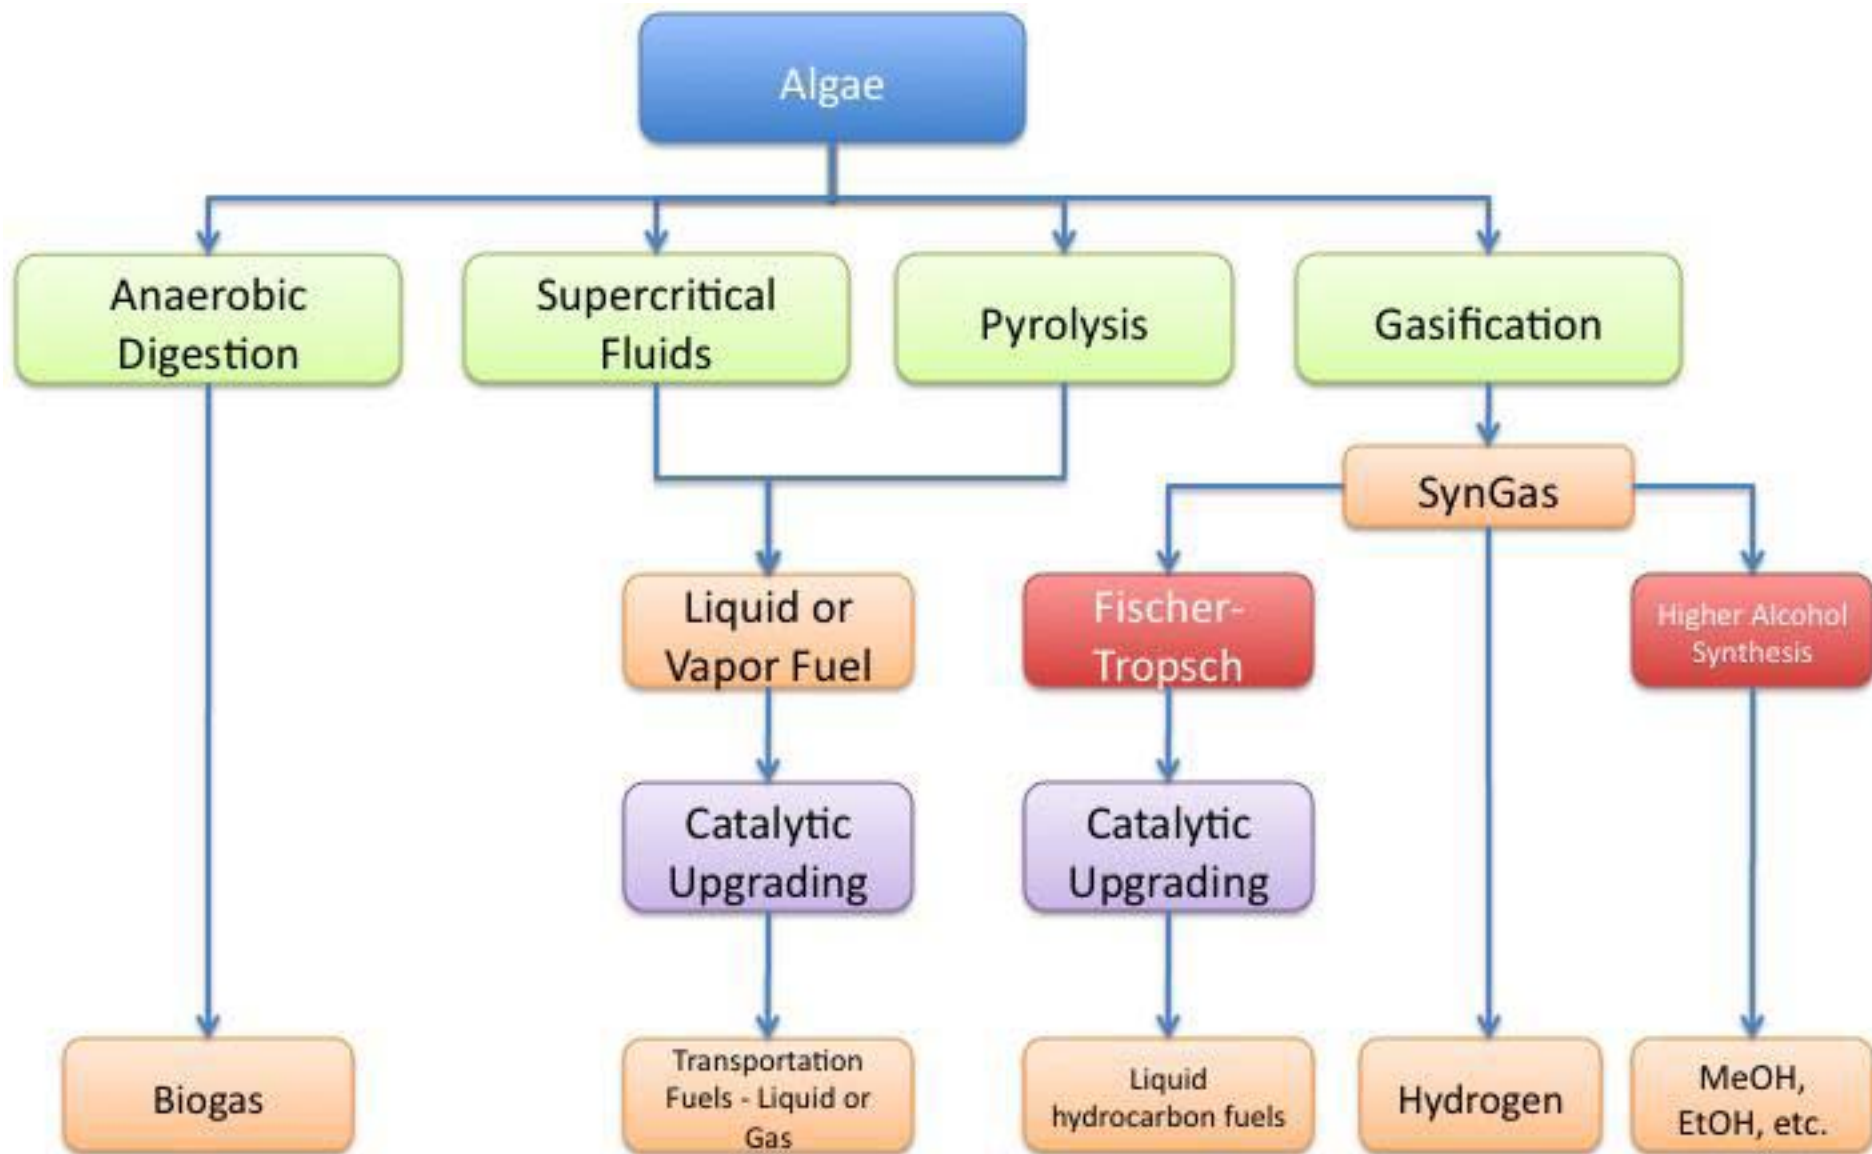 Algae
Anaerobic
Digestion
Supercritical
Fluids
Pyrolysis
Gasification
SynGas
Liquid or
Vapor Fuel
Fischer-
Tropsch
Higher Alcohol
Synthesis
Catalytic
Upgrading
Catalytic
Upgrading
Biogas
Transportation
Fuels - Liquid or
Gas
Liquid
hydrocarbon fuels
Hydrogen
MeOH,
EtOH, etc.